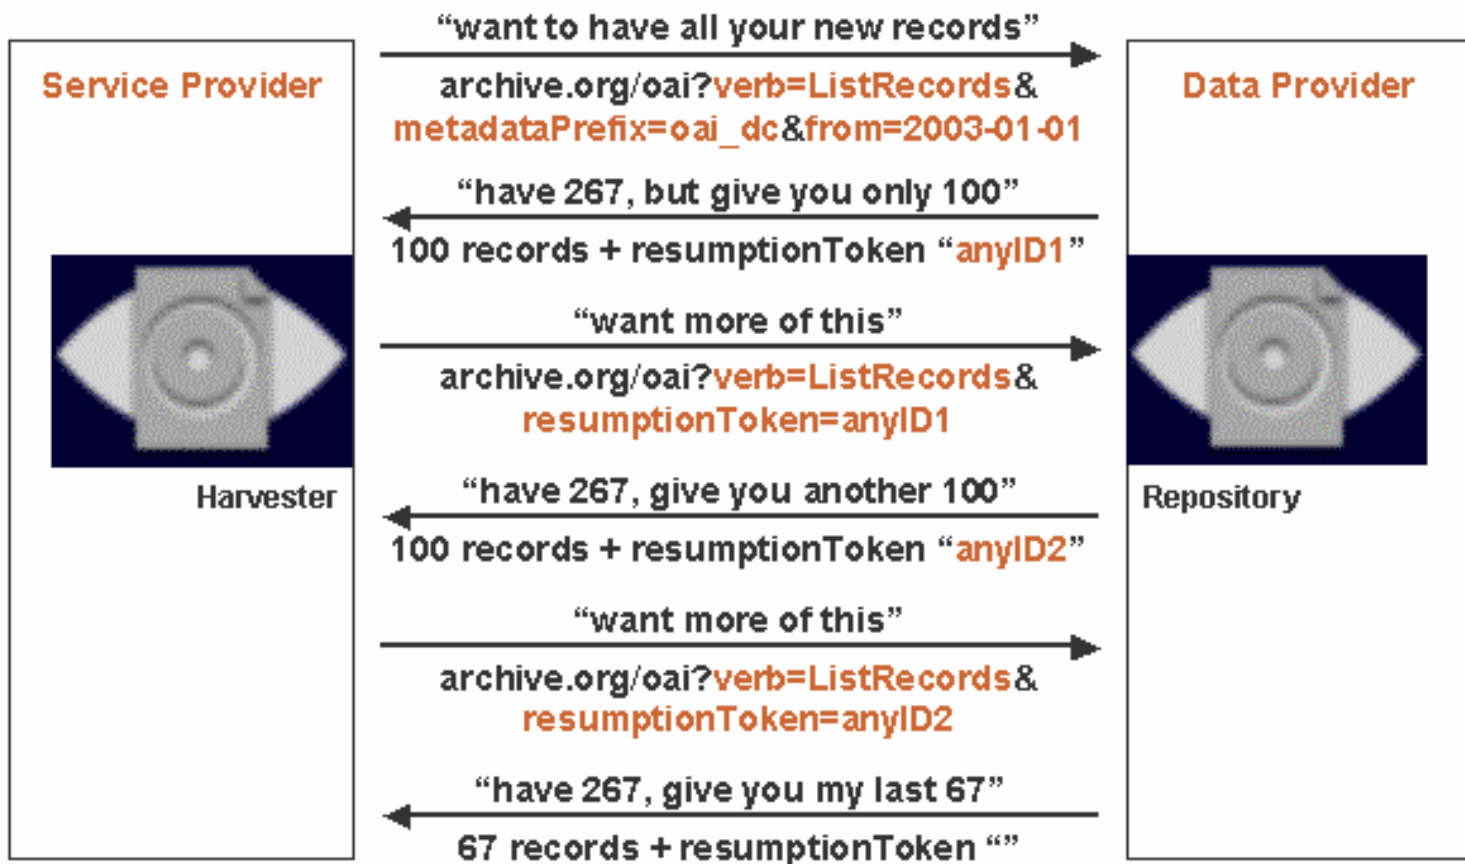 “want to have all your new records”
Service Provider
archive.org/oai?verb=ListRecords&
metadataPrefix=oai_dc&from=2003-01-01
Data Provider
“have 267, but give you only 100”
100 records + resumptionToken “anyID1”
“want more of this”
archive.org/oai?verb=ListRecords&
resumptionToken=anyID1
Harvester
“have 267, give you another 100”
100 records + resumptionToken “anyID2”
Repository
“want more of this”
archive.org/oai?verb=ListRecords&
resumptionToken=anyID2
“have 267, give you my last 67”
67 records + resumptionToken “”